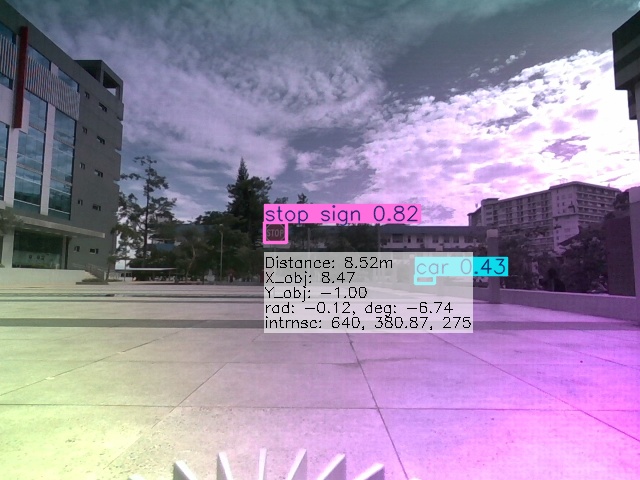 stop sign 0.82
STOP
Distance: 8.52m
car 0.43
X_obj: 8.47
Y_obj: −1.00
rad: −0.12, deg: −6.74
intrnsc: 640, 380.87, 275